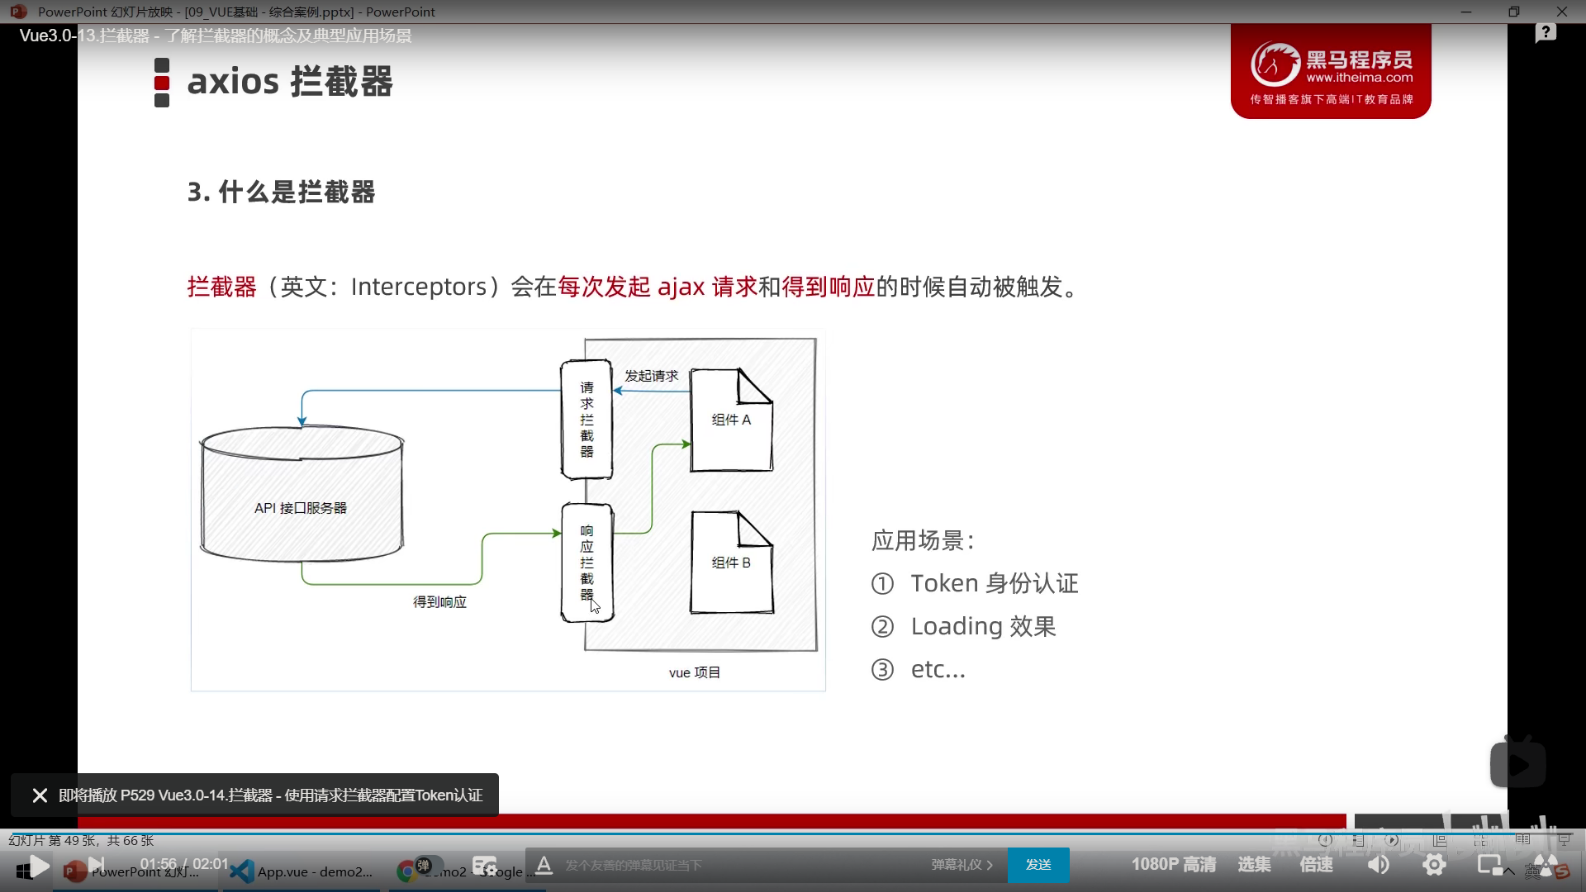 PowerPoint 幻灯片放映 - [09_VUE基础 - 综合案例.pptx] - PowerPoint
Vue3.0-13.拦截器 - 了解拦截器的概念及典型应用场景
axios 拦截器
黑马程序员
www.itheima.com
传智播客旗下高端IT教育品牌
3. 什么是拦截器
拦截器（英文：Interceptors）会在每次发起 ajax 请求和得到响应的时候自动被触发。
发起请求
请求拦截器
组件 A
API 接口服务器
响应拦截器
组件 B
得到响应
vue 项目
应用场景：
① Token 身份认证
② Loading 效果
③ etc...
即将播放 P529 Vue3.0-14.拦截器 - 使用请求拦截器配置Token认证
幻灯片 第 49 张，共 66 张
01:56 / 02:01
PowerPoint 幻灯...
App.vue - demo2...
弹
发个友善的弹幕见证当下
弹幕礼仪 >
发送
1080P 高清
选集
倍速